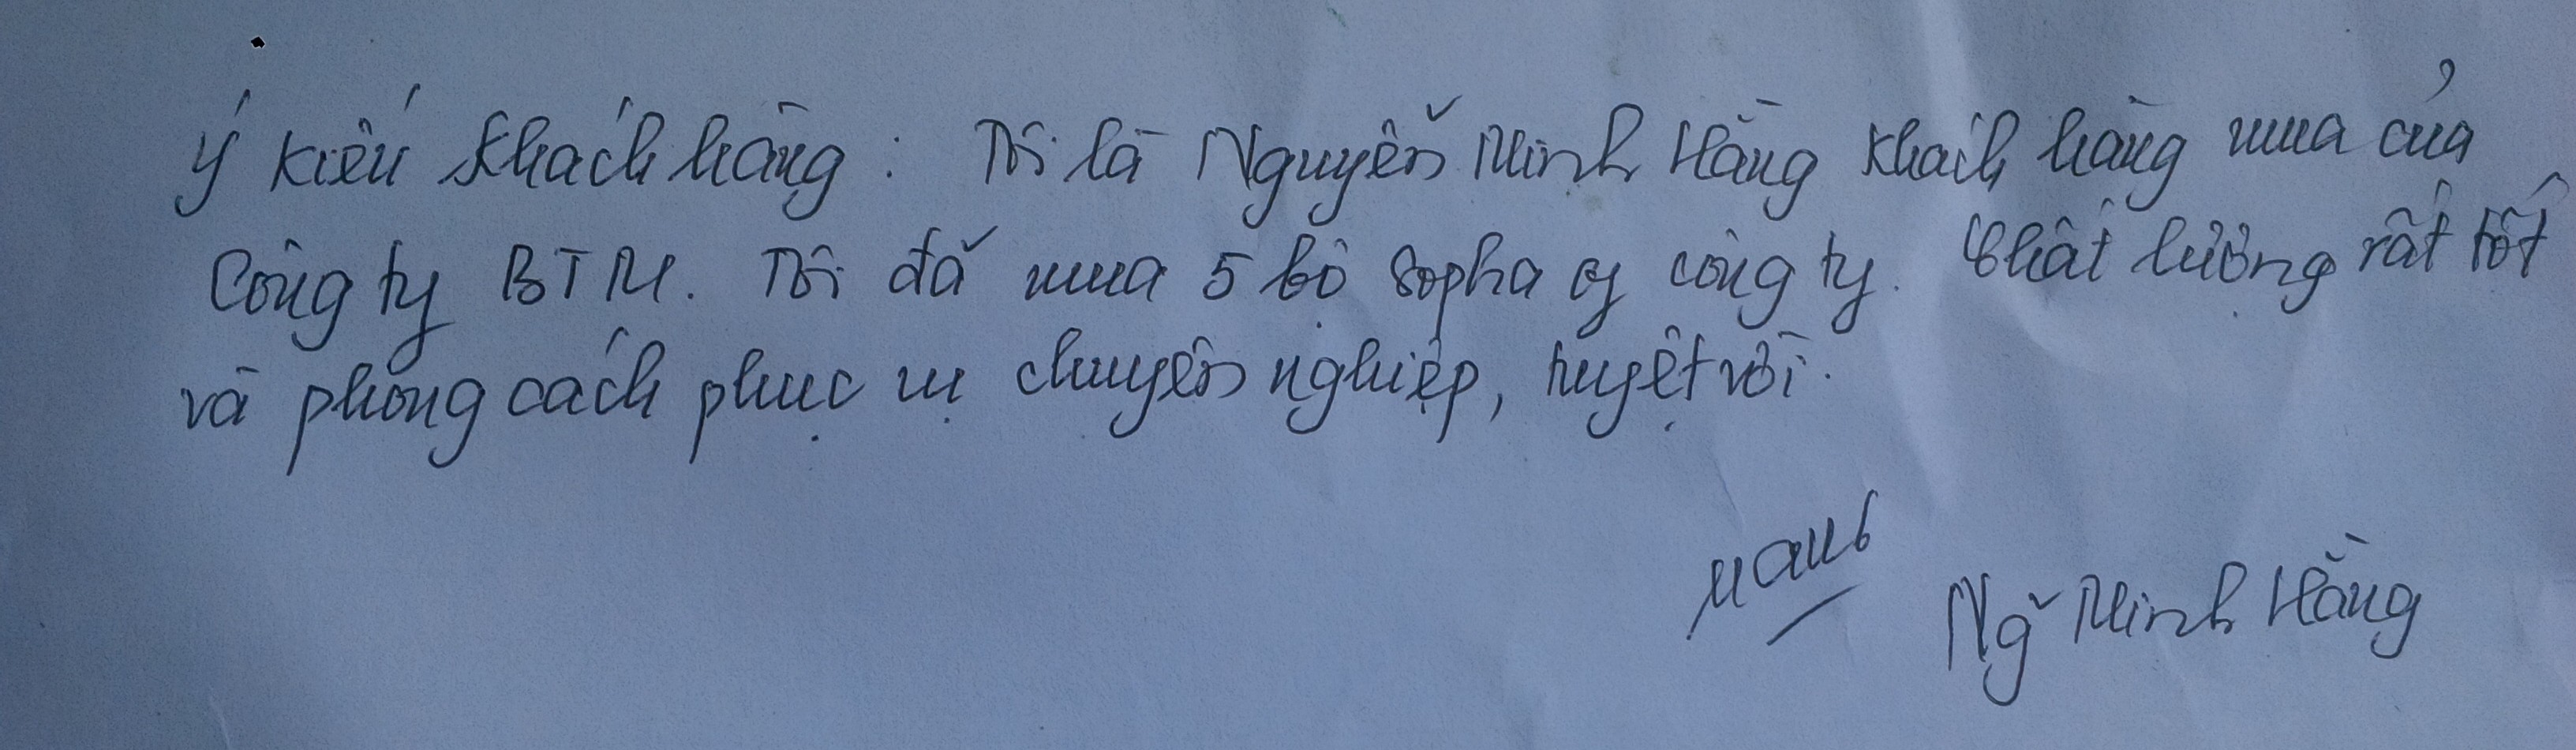 Ý kiến khách hàng : Tôi là Nguyễn Minh Hằng khách hàng mua của
Công ty BTM. Tôi đã mua 5 bộ sopha ở công ty. Chất lượng rất tốt
và phong cách phục vụ chuyên nghiệp, tuyệt vời.
Ng̃ Minh Hằng